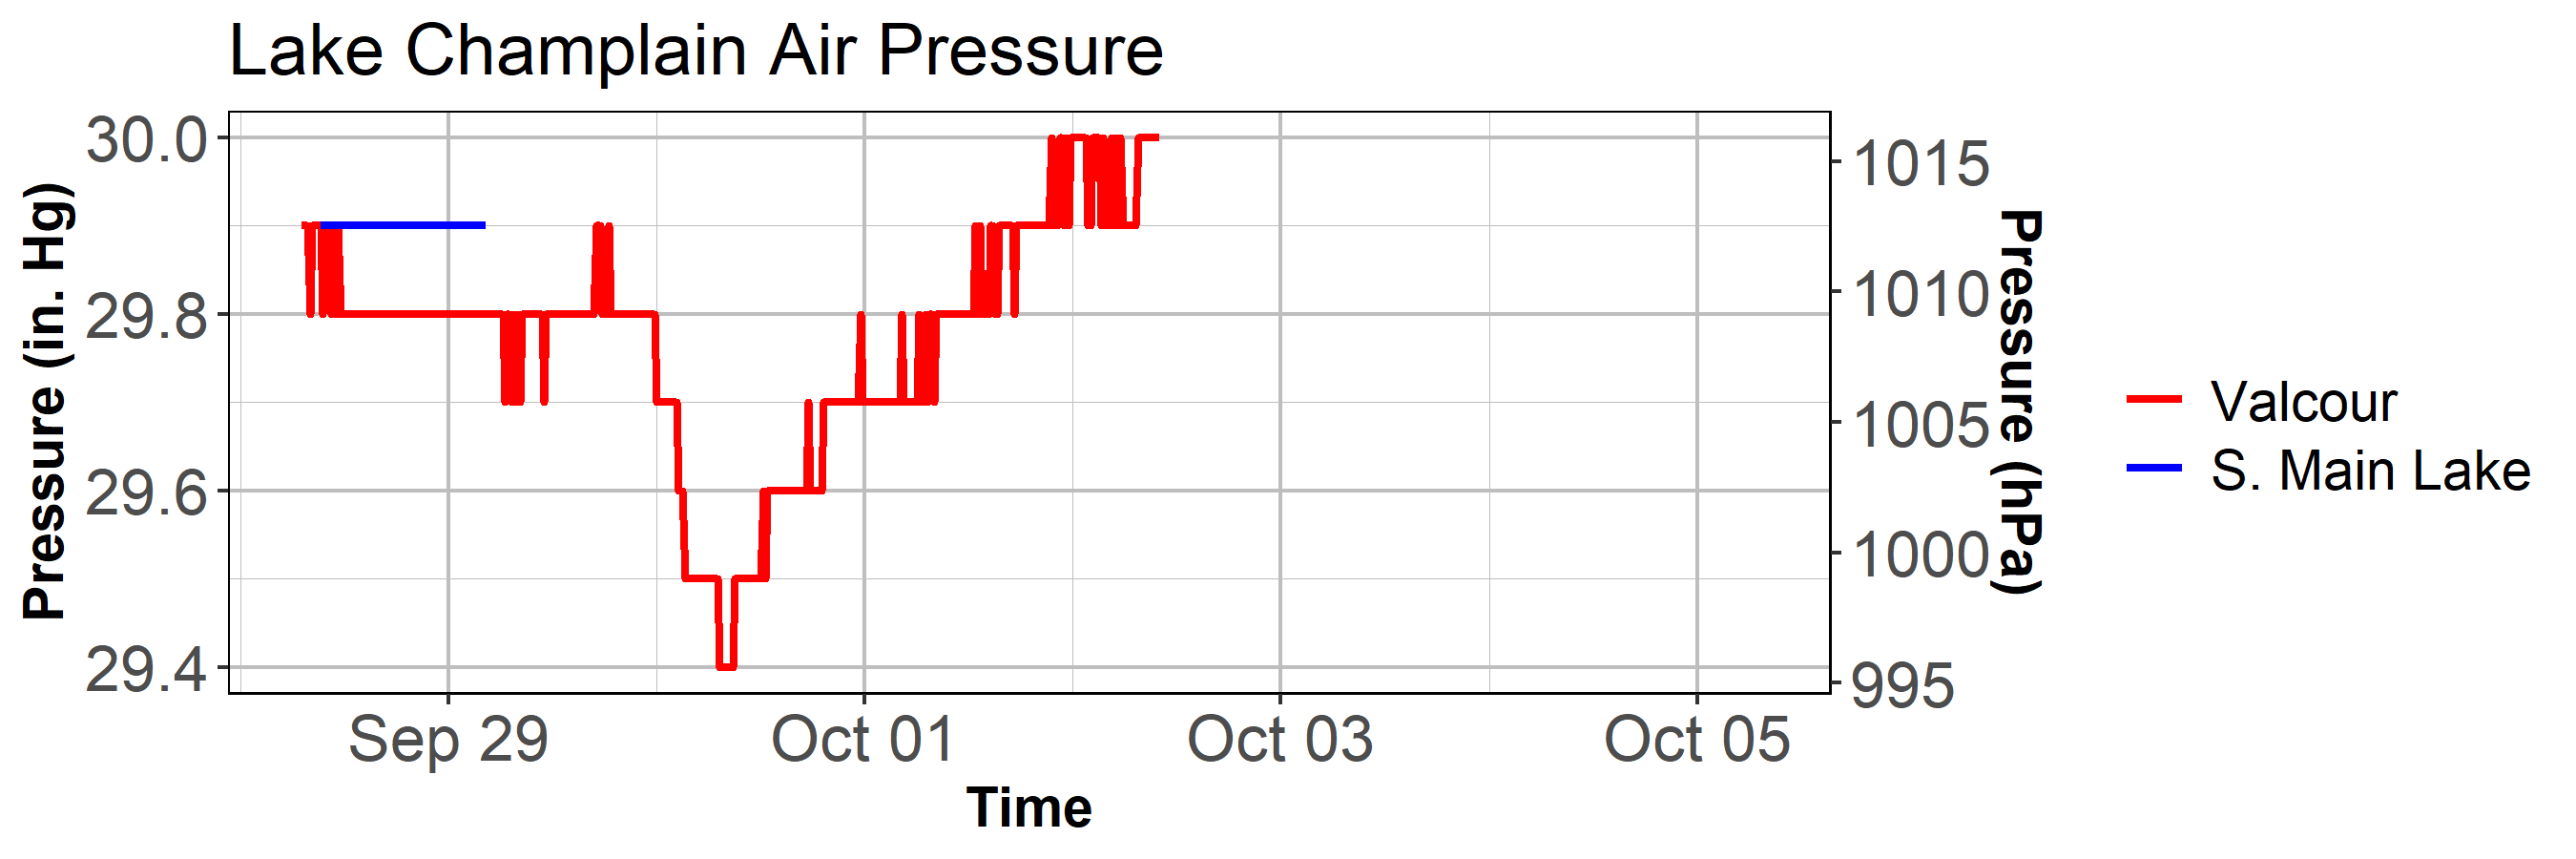 Lake Champlain Air Pressure
Pressure (in. Hg)
30.0
29.8
29.6
29.4
1015
1010
1005
1000
995
Pressure (hPa)
Valcour
S. Main Lake
Sep 29
Oct 01
Oct 03
Oct 05
Time